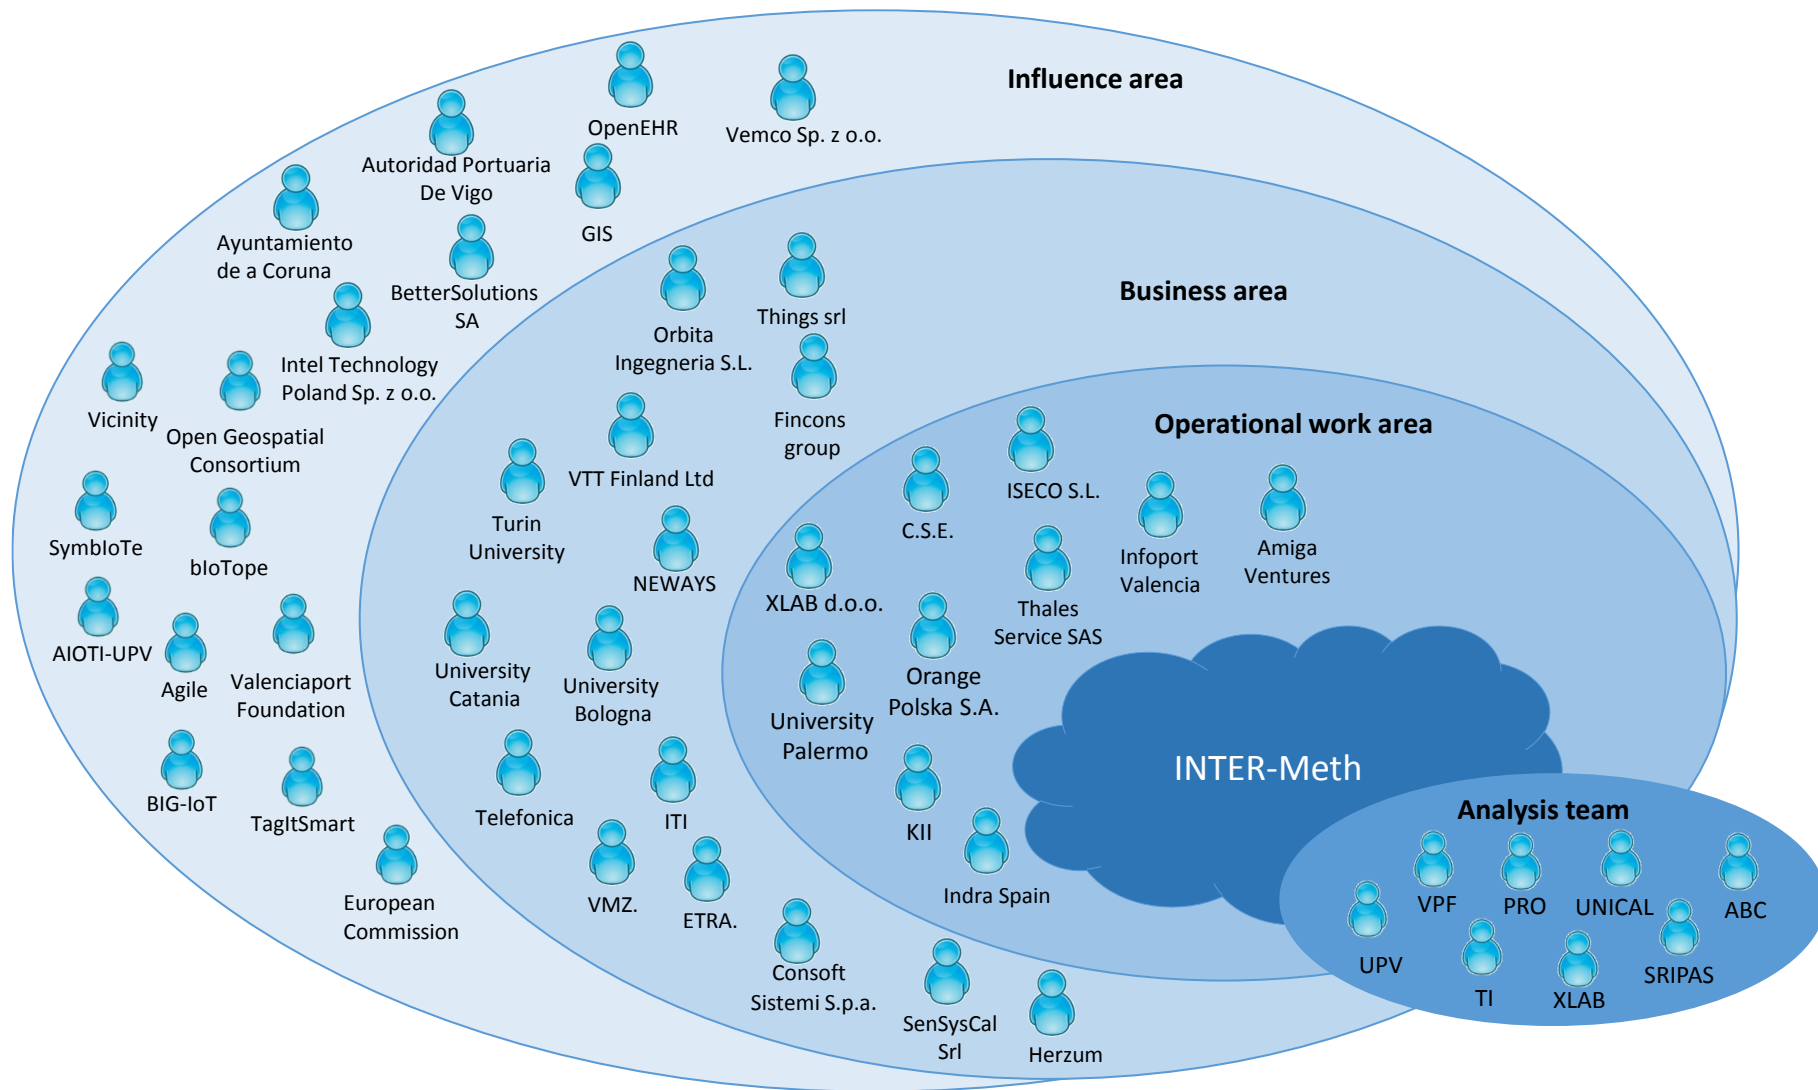 Influence area
OpenEHR
Vemco Sp. z o.o.
Autoridad Portuaria
De Vigo
GIS
Ayuntamiento
de a Coruna
BetterSolutions
SA
Intel Technology
Poland Sp. z o.o.
Vicinity
Open Geospatial
Consortium
SymbIoTe
bIoTope
AIOTI-UPV
Agile
Valenciaport
Foundation
BIG-IoT
TagItSmart
European
Commission
Business area
Orbita
Ingegneria S.L.
Things srl
Fincons
group
VTT Finland Ltd
Turin
University
NEWAYS
University
Catania
University
Bologna
Telefonica
ITI
VMZ.
ETRA.
Consoft
Sistemi S.p.a.
SenSysCal
Srl
Herzum
Operational work area
ISECO S.L.
C.S.E.
Infoport
Valencia
Amiga
Ventures
XLAB d.o.o.
Thales
Service SAS
Orange
Polska S.A.
University
Palermo
KII
Indra Spain
INTER-Meth
Analysis team
VPF
PRO
UNICAL
ABC
UPV
TI
XLAB
SRIPAS